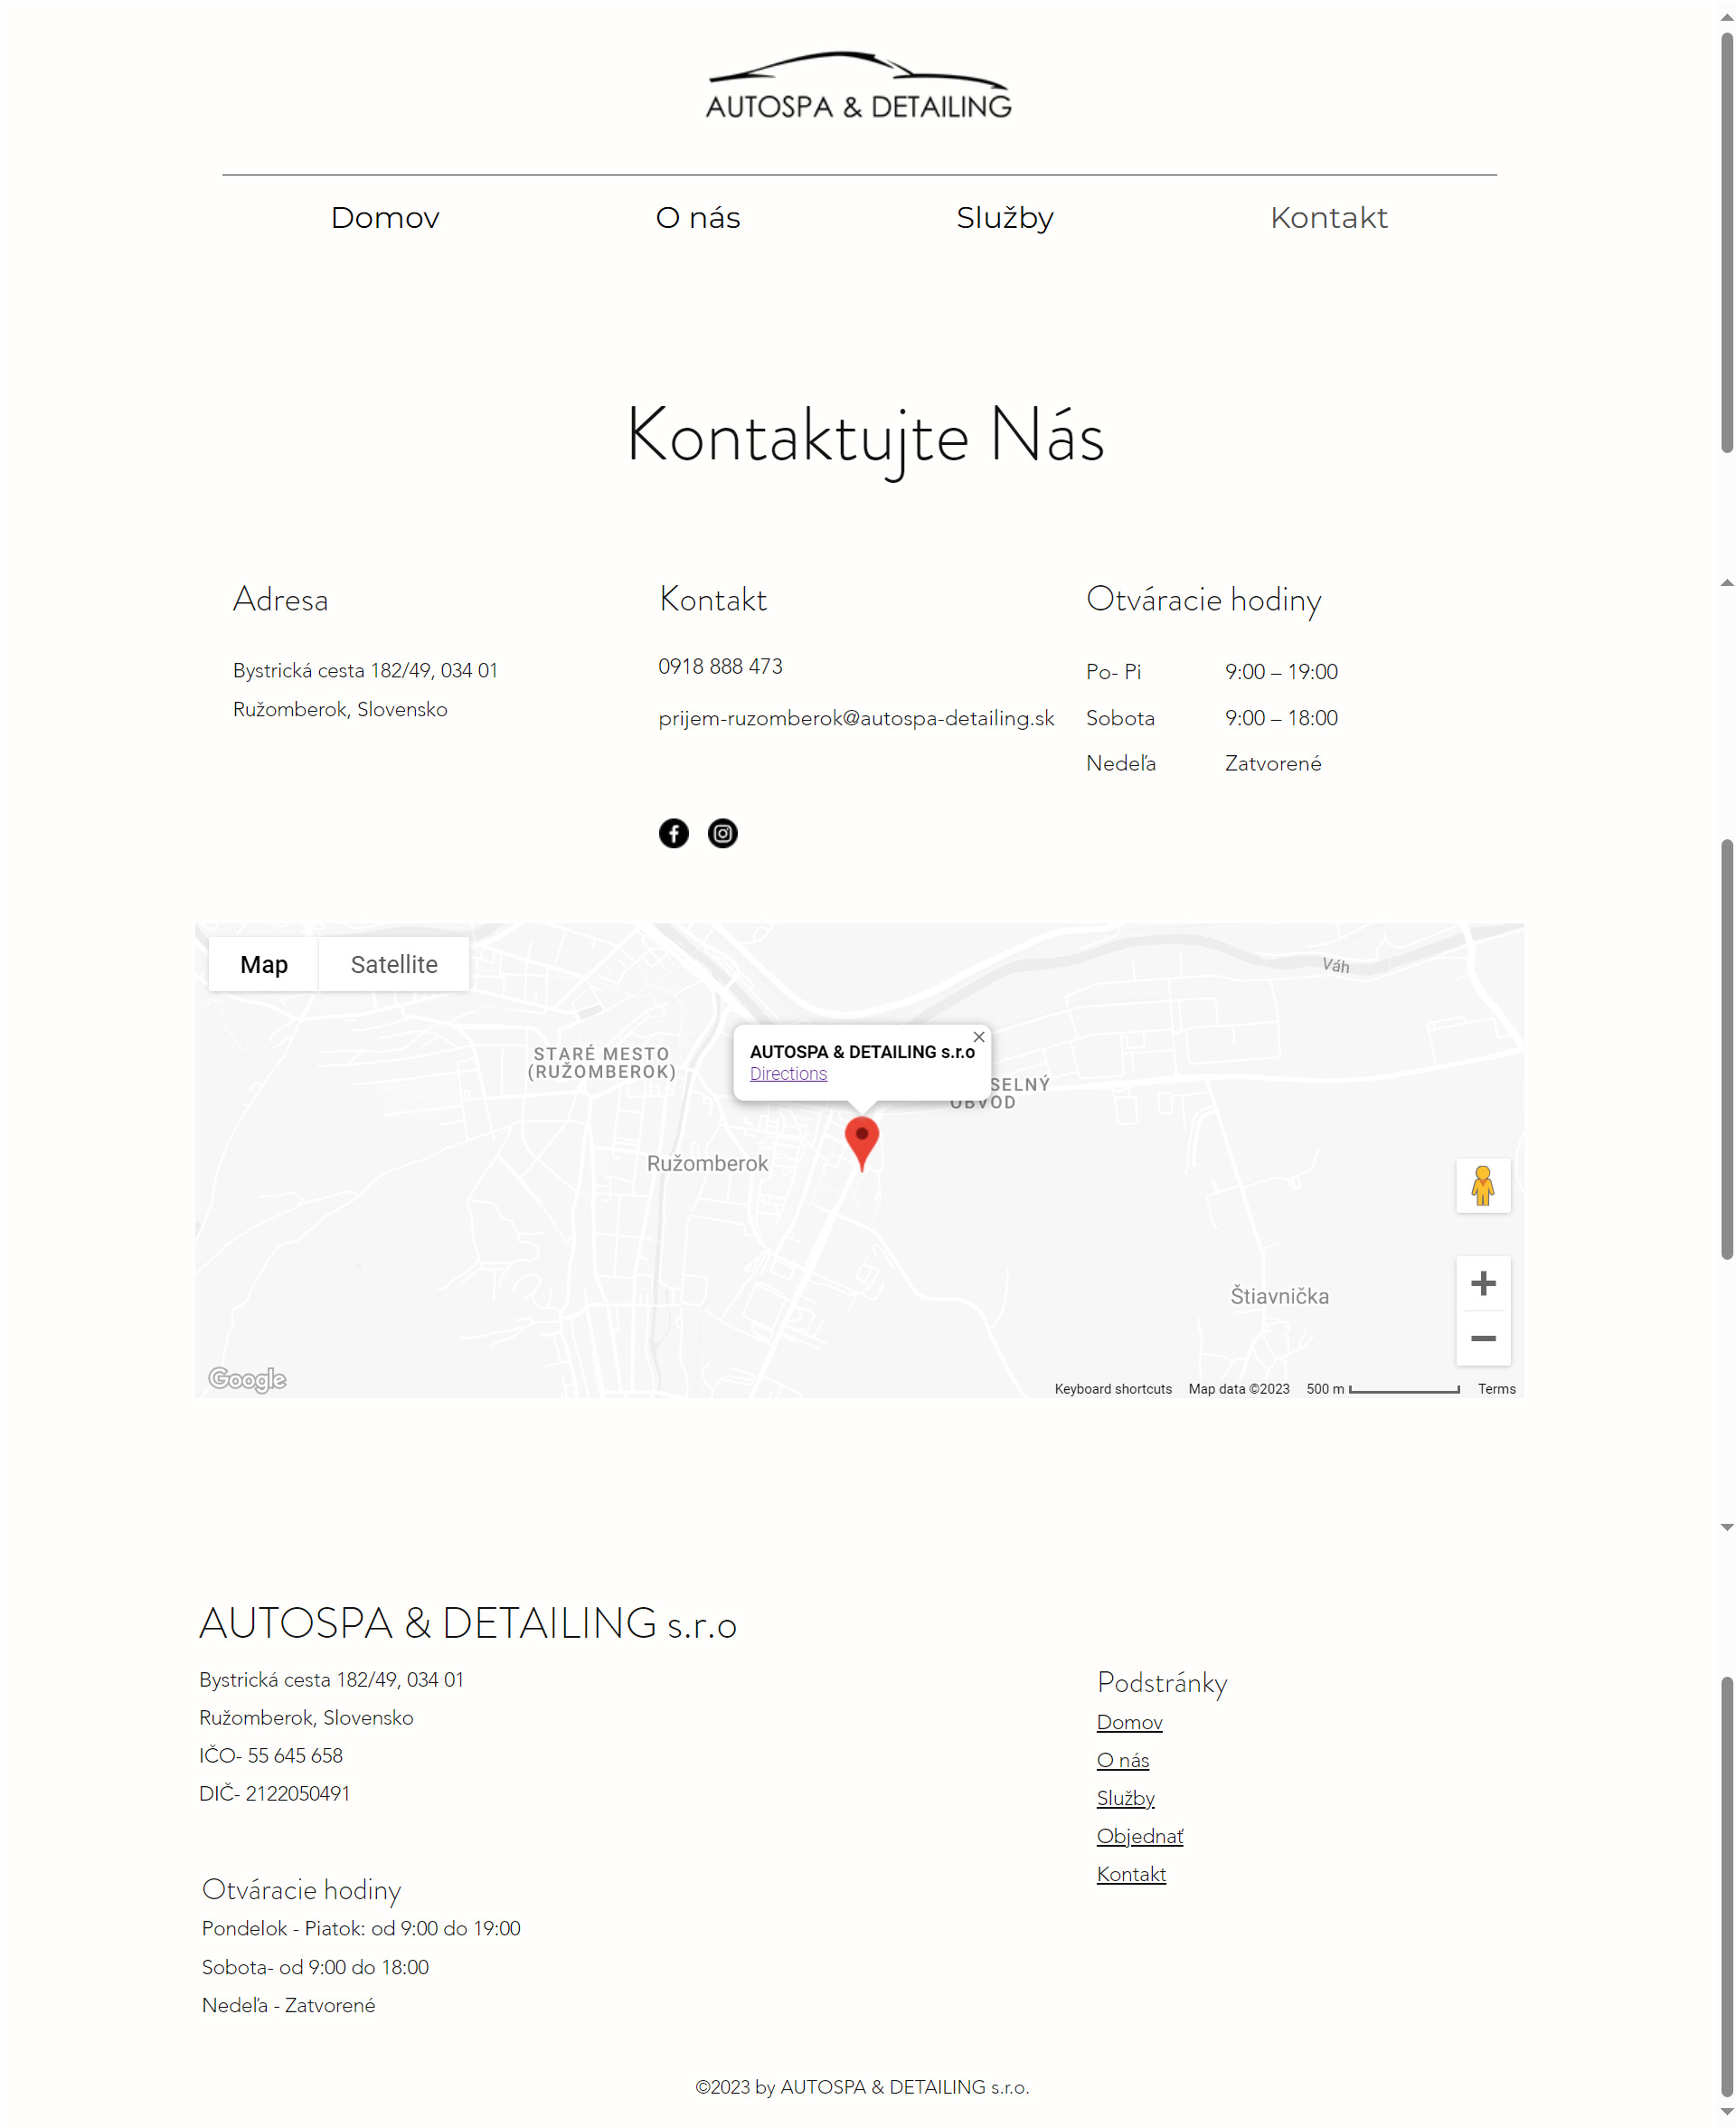 AUTOSPA & DETAILING
Domov
O nás
Služby
Kontakt
Kontaktujte Nás
Adresa
Bystrická cesta 182/49, 034 01
Ružomberok, Slovensko
Kontakt
0918 888 473
prijem-ruzomberok@autospa-detailing.sk
Otváracie hodiny
Po- Pi 9:00 – 19:00
Sobota 9:00 – 18:00
Nedeľa Zatvorené
Map
Satellite
Váh
STARÉ MESTO
(RUŽOMBEROK)
AUTOSPA & DETAILING s.r.o
Directions
OBVOD
Ružomberok
Štiavnička
Google
Keyboard shortcuts
Map data ©2023
500 m
Terms
AUTOSPA & DETAILING s.r.o
Bystrická cesta 182/49, 034 01
Ružomberok, Slovensko
IČO- 55 645 658
DIČ- 2122050491
Otváracie hodiny
Pondelok - Piatok: od 9:00 do 19:00
Sobota- od 9:00 do 18:00
Nedeľa - Zatvorené
Podstránky
Domov
O nás
Služby
Objednať
Kontakt
©2023 by AUTOSPA & DETAILING s.r.o.